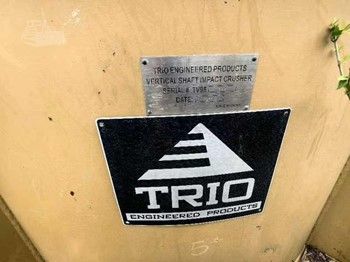 TRIO ENGINEERED PRODUCTS
VERTICAL SHAFT IMPACT CRUSHER
SERIAL #
DATE:
TRIO
ENGINEERED PRODUCTS